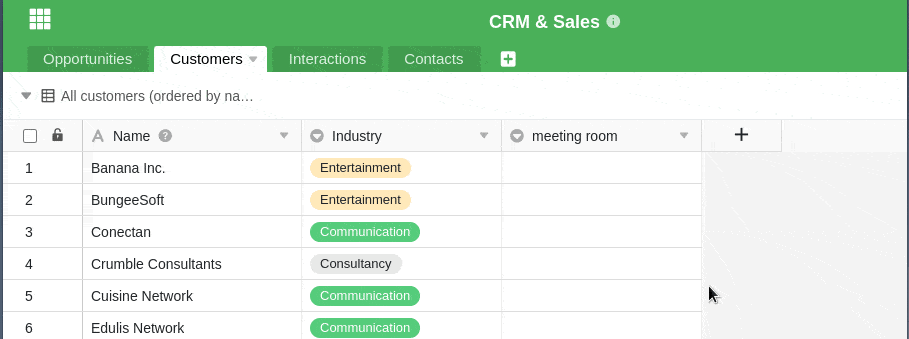 CRM & Sales
Opportunities Customers Interactions Contacts
All customers (ordered by na…
Name Industry meeting room
1 Banana Inc. Entertainment
2 BungeeSoft Entertainment
3 Conectan Communication
4 Crumble Consultants Consultancy
5 Cuisine Network Communication
6 Edulis Network Communication